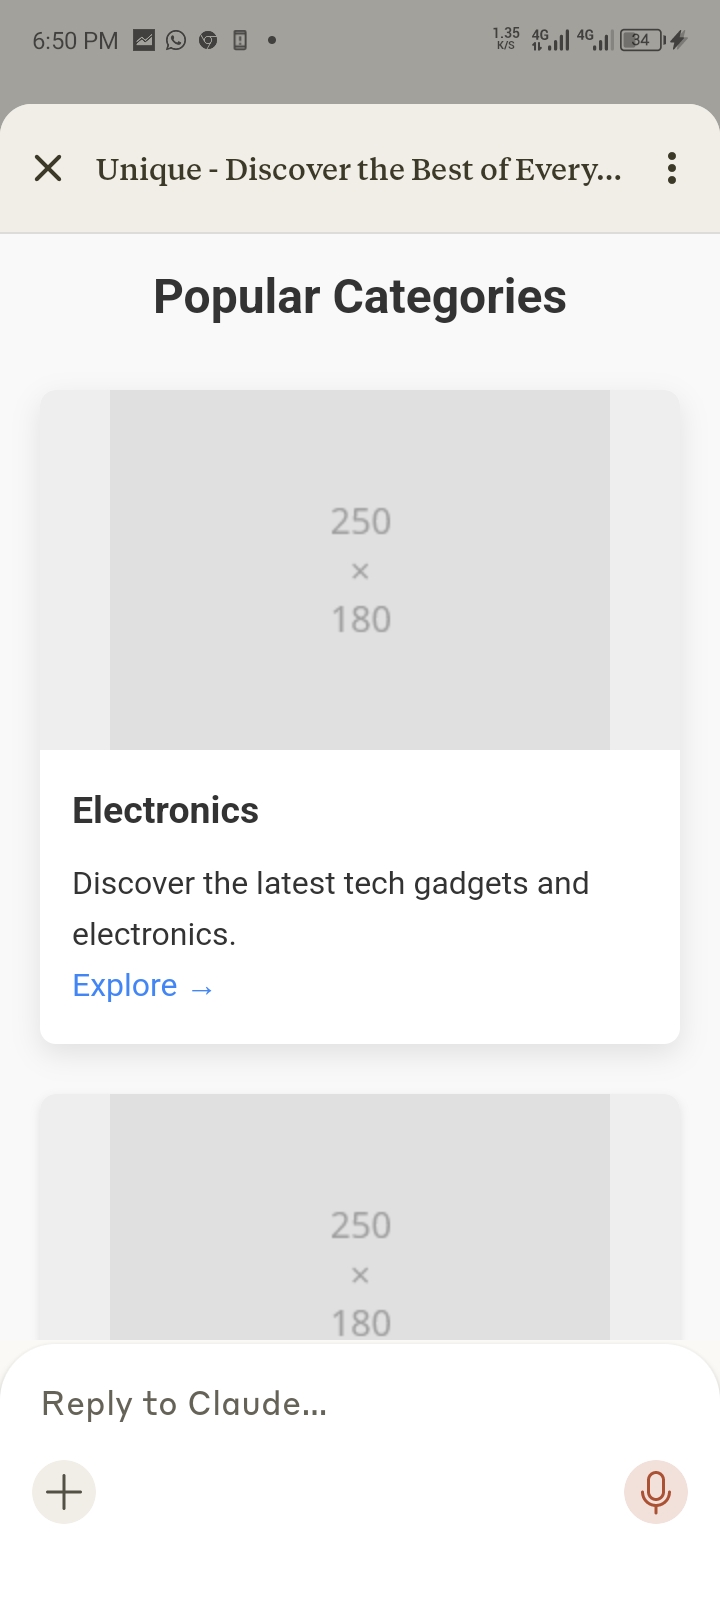 6:50 PM
1.35
K/S
4G
4G
34
Unique - Discover the Best of Every...
Popular Categories
250
×
180
Electronics
Discover the latest tech gadgets and
electronics.
Explore →
250
×
180
Reply to Claude...